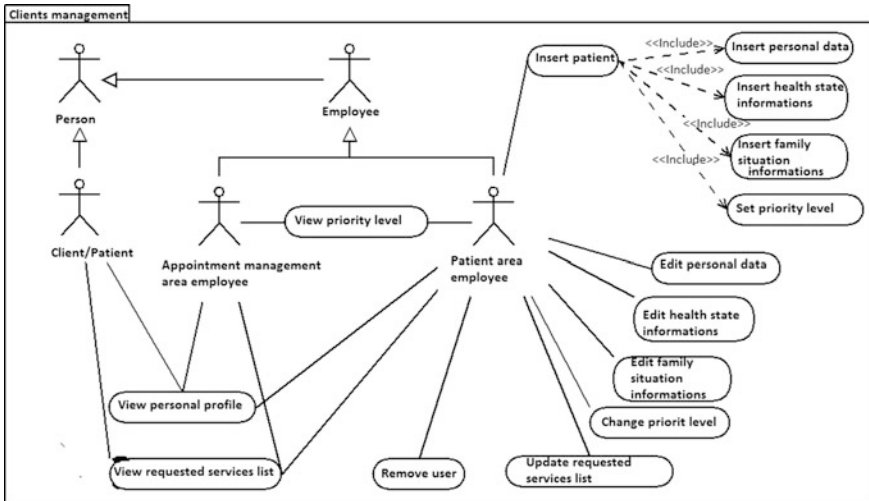 Clients management
<<Include>>
Insert patient
Insert personal data
<<Include>>
Insert health state
informations
Person
Employee
<<Include>>
Insert family
situation
informations
<<Include>>
Set priority level
View priority level
Client/Patient
Appointment management
area employee
Patient area
employee
Edit personal data
Edit health state
informations
Edit family
situation
informations
View personal profile
Change priorit level
View requested services list
Remove user
Update requested
services list